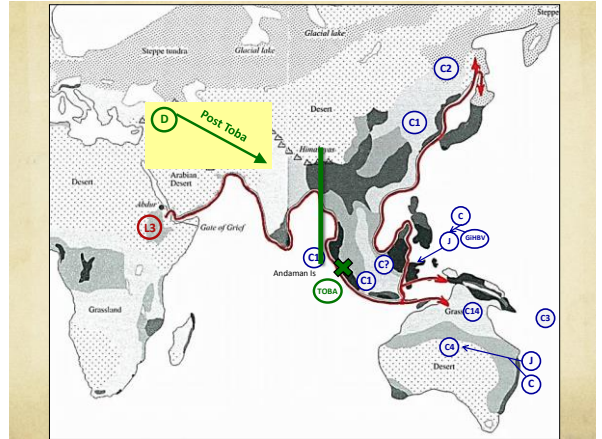 Glacial lake
Glacial lake
Steppe tundra
C2
Desert
C1
D
Post Toba
Himalayas
Desert
Arabian
Desert
Abdur
L3
Gate of Grief
C
GIHBV
J
C1
C?
Andaman Is
C1
TOBA
Grassland
Grass
C14
C3
C4
J
Desert
C